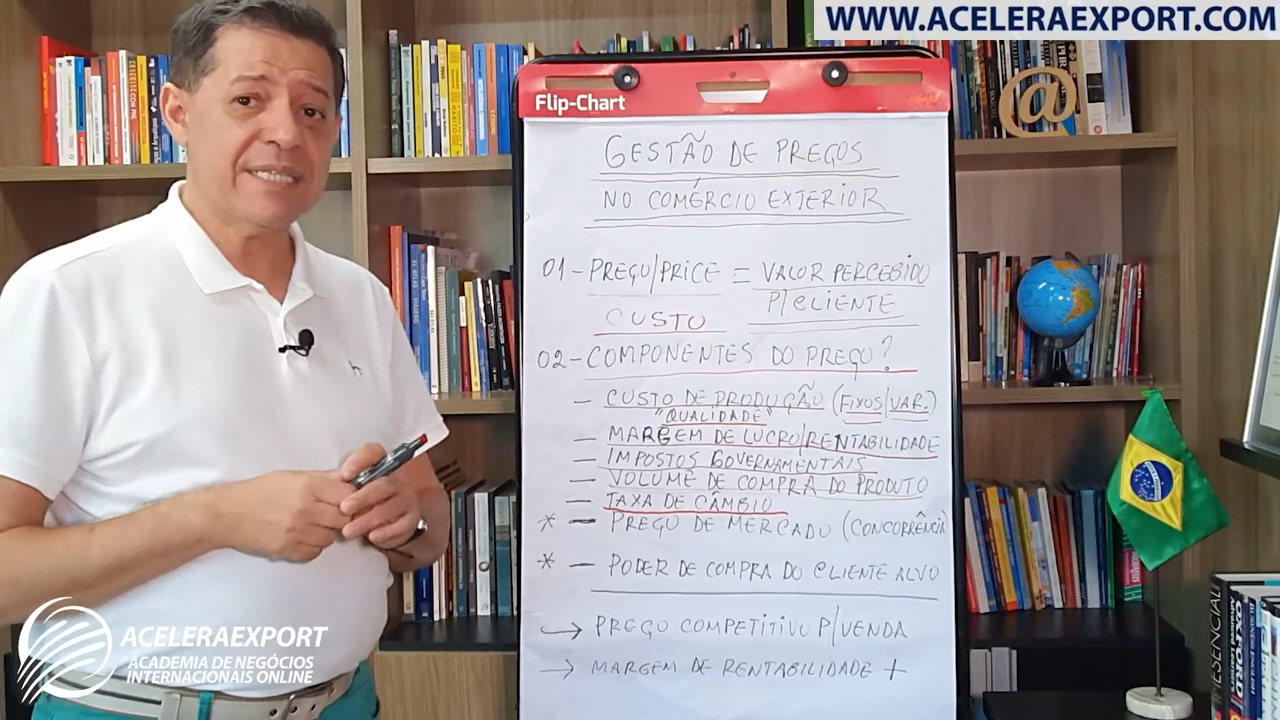 WWW.ACELERAEXPORT.COM
Flip-Chart
GESTÃO DE PREÇOS
NO COMÉRCIO EXTERIOR
01 - PREÇO/PRICE = VALOR PERCEBIDO
P/CLIENTE
CUSTO
02 - COMPONENTES DO PREÇO?
- CUSTO DE PRODUÇÃO (FIXOS/VAR.)
"QUALIDADE"
- MARGEM DE LUCRO/RENTABILIDADE
- IMPOSTOS GOVERNAMENTAIS
- VOLUME DE COMPRA DO PRODUTO
- TAXA DE CÂMBIO
* - PREÇO DE MERCADO (CONCORRÊNCIA)
* - PODER DE COMPRA DO CLIENTE ALVO
→ PREÇO COMPETITIVO P/VENDA
→ MARGEM DE RENTABILIDADE +
@
ACELERAEXPORT
ACADEMIA DE NEGÓCIOS
INTERNACIONAIS ONLINE
OXFORD